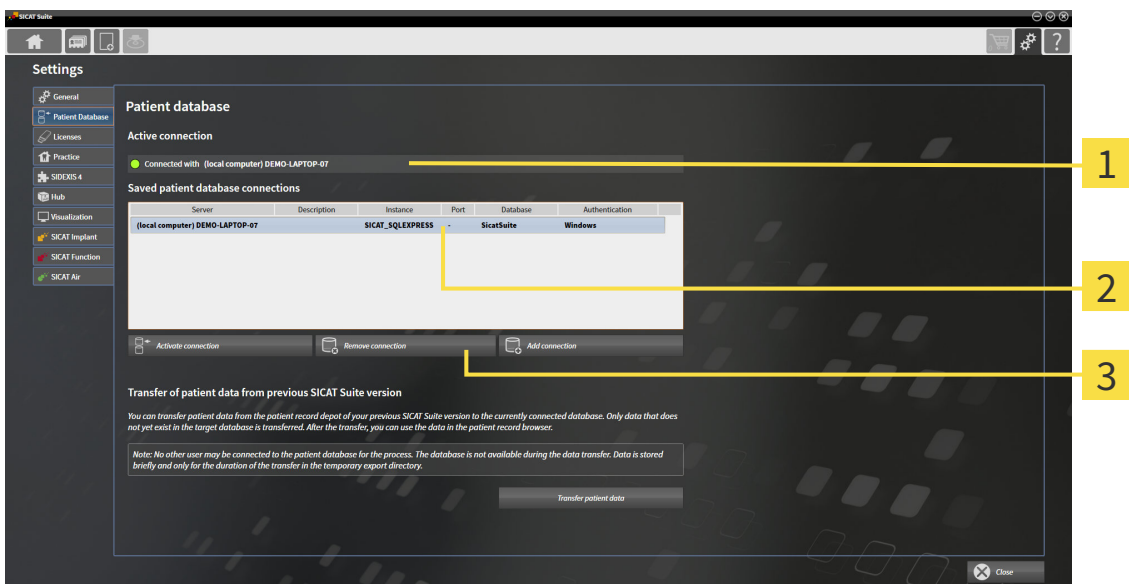 SICAT Suite
Settings
General
Patient Database
Licenses
Practice
SIDEXIS 4
Hub
Visualization
SICAT Implant
SICAT Function
SICAT Air
Patient database
Active connection
Connected with (local computer) DEMO-LAPTOP-07
Saved patient database connections
Server Description Instance Port Database Authentication
(local computer) DEMO-LAPTOP-07 SICAT_SQLEXPRESS - SicatSuite Windows
Activate connection Remove connection Add connection
Transfer of patient data from previous SICAT Suite version
You can transfer patient data from the patient record depot of your previous SICAT Suite version to the currently connected database. Only data that does
not yet exist in the target database is transferred. After the transfer, you can use the data in the patient record browser.
Note: No other user may be connected to the patient database for the process. The database is not available during the data transfer. Data is stored
briefly and only for the duration of the transfer in the temporary export directory.
Transfer patient data
Close
?
1
2
3